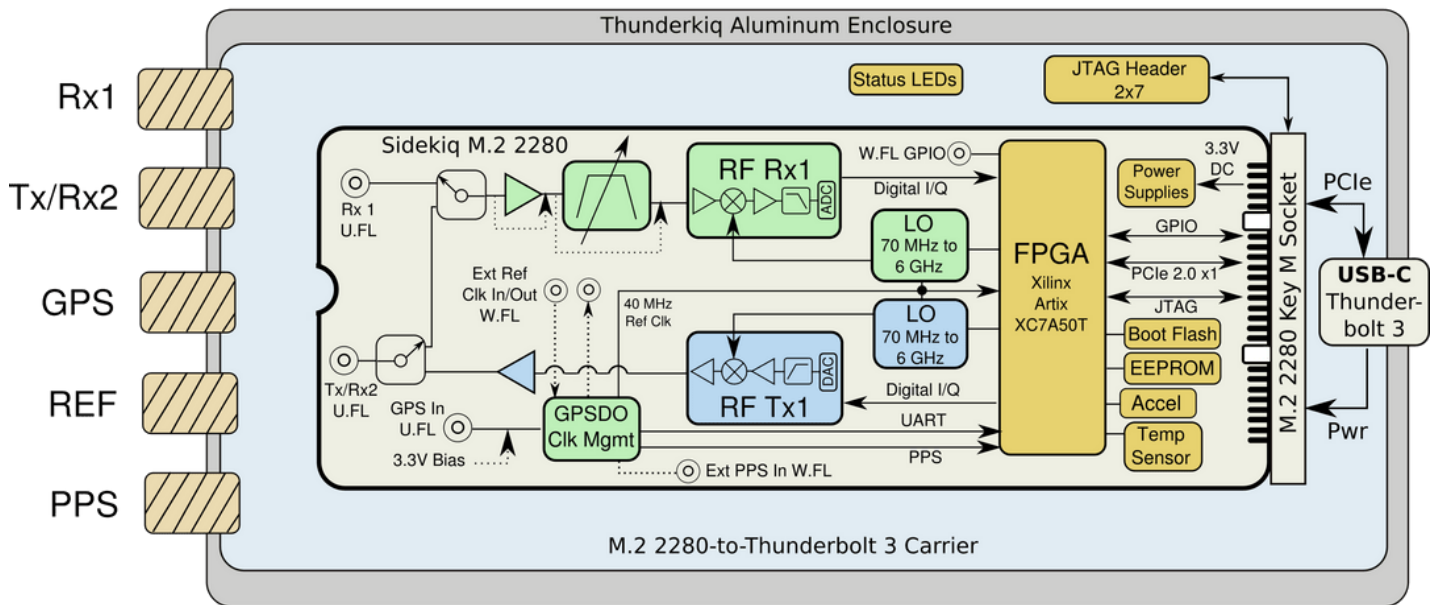 Thunderkiq Aluminum Enclosure
Rx1
Tx/Rx2
GPS
REF
PPS
Status LEDs
JTAG Header
2x7
Sidekiq M.2 2280
Rx 1
U.FL
RF Rx1
ADC
W.FL GPIO
Digital I/Q
LO
70 MHz to
6 GHz
FPGA
Xilinx
Artix
XC7A50T
3.3V
DC
Power
Supplies
GPIO
PCIe 2.0 x1
JTAG
Boot Flash
EEPROM
Accel
Temp
Sensor
Ext Ref
Clk In/Out
W.FL
40 MHz
Ref Clk
LO
70 MHz to
6 GHz
DAC
RF Tx1
Digital I/Q
UART
PPS
Tx/Rx2
U.FL
GPS In
U.FL
3.3V Bias
GPSDO
Clk Mgmt
Ext PPS In W.FL
M.2 2280 Key M Socket
PCIe
USB-C
Thunder-
bolt 3
Pwr
M.2 2280-to-Thunderbolt 3 Carrier